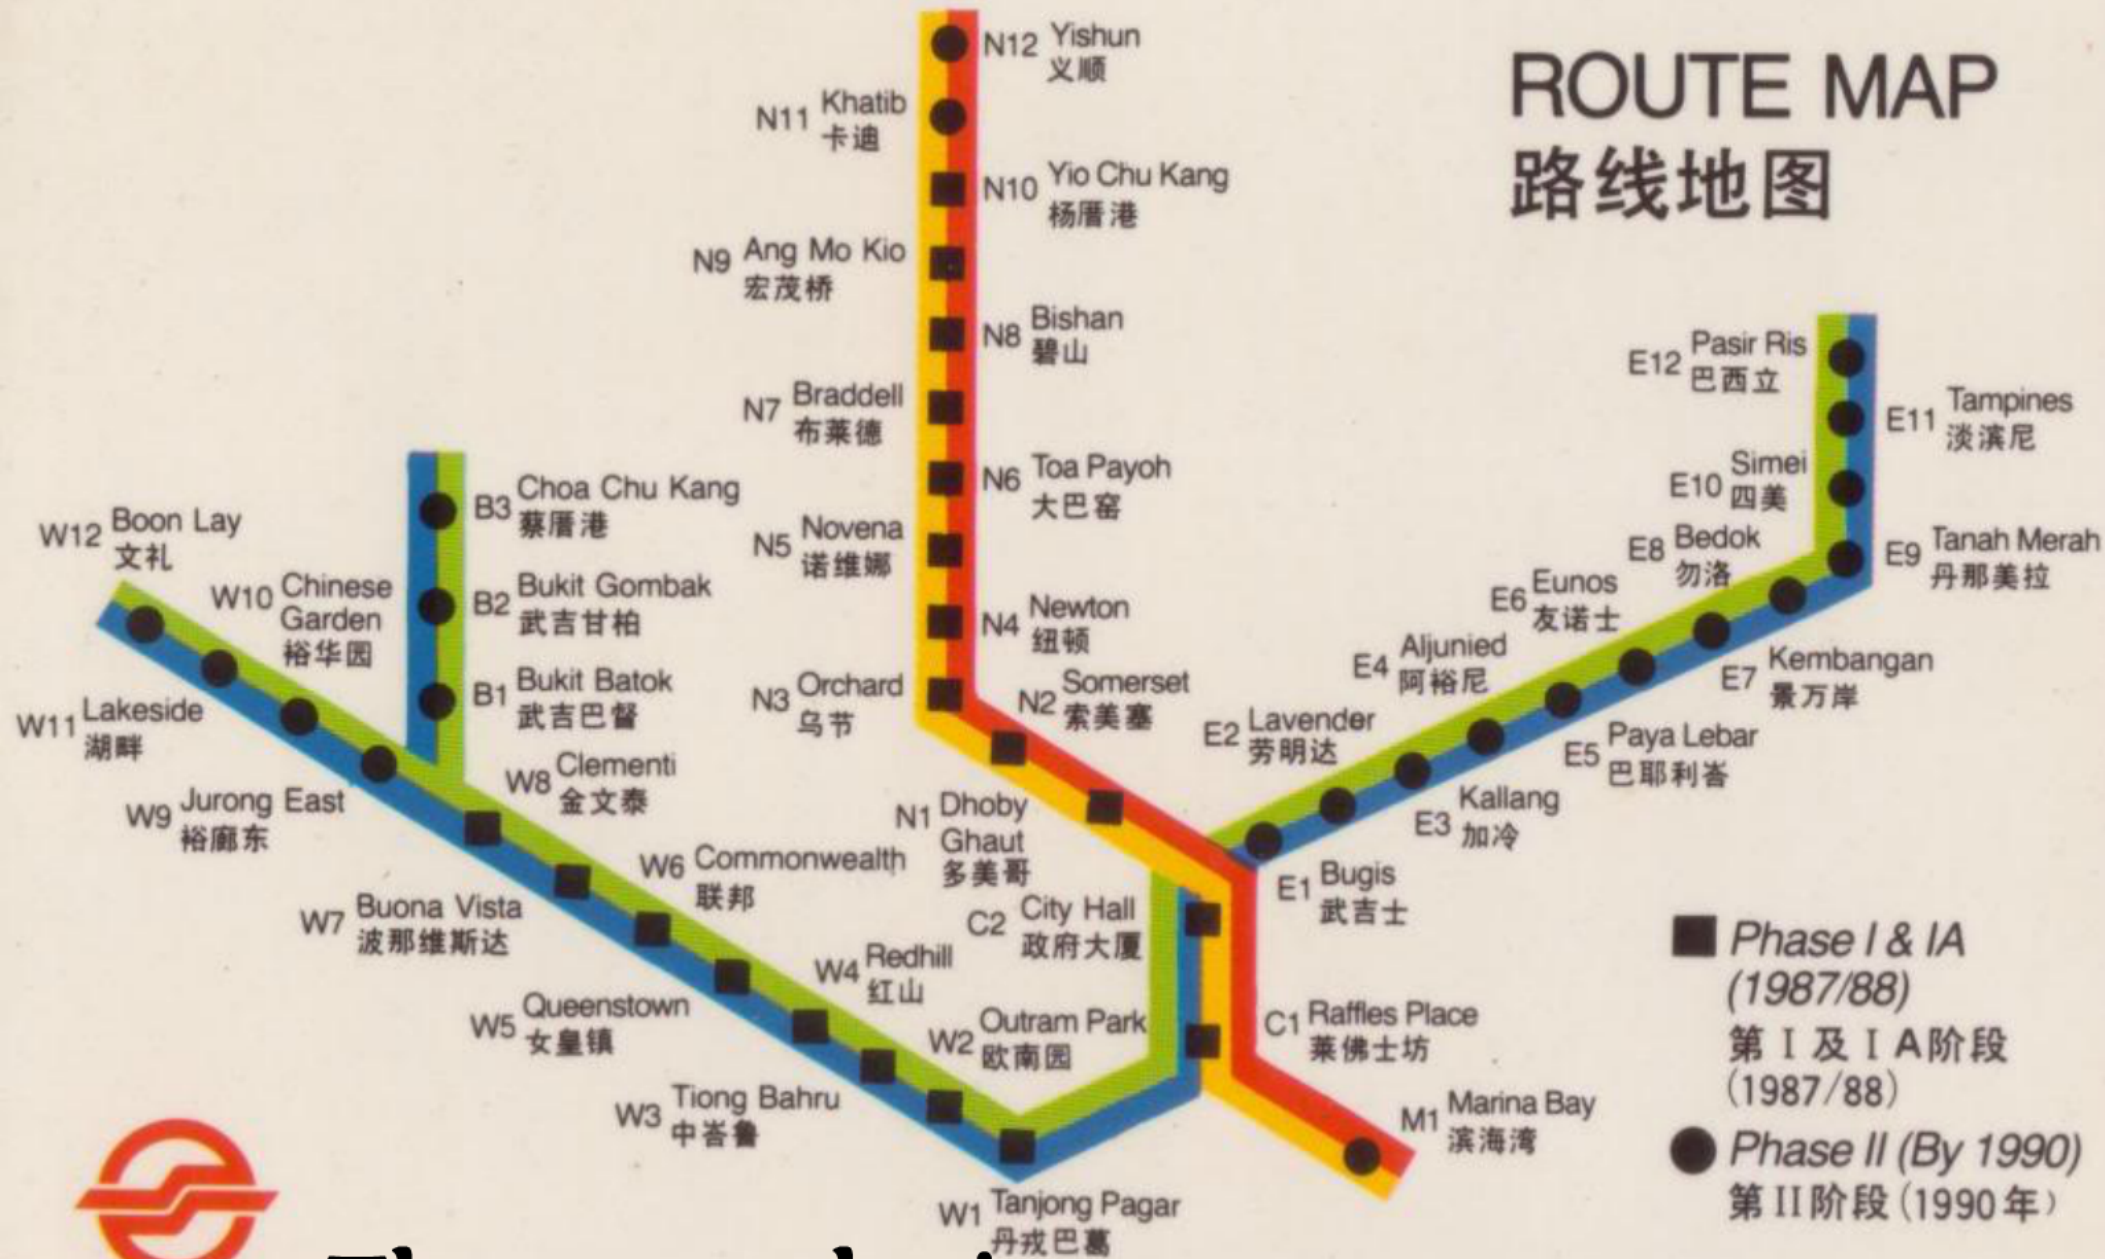 ROUTE MAP
路线地图
N12 Yishun
义顺
N11 Khatib
卡迪
N10 Yio Chu Kang
杨厝港
N9 Ang Mo Kio
宏茂桥
N8 Bishan
碧山
N7 Braddell
布莱德
N6 Toa Payoh
大巴窑
N5 Novena
诺维娜
N4 Newton
纽顿
N3 Orchard
乌节
N2 Somerset
索美塞
N1 Dhoby
Ghaut
多美哥
E12 Pasir Ris
巴西立
E11 Tampines
淡滨尼
E10 Simei
四美
E9 Tanah Merah
丹那美拉
E8 Bedok
勿洛
E7 Kembangan
景万岸
E6 Eunos
友诺士
E5 Paya Lebar
巴耶利峇
E4 Aljunied
阿裕尼
E3 Kallang
加冷
E2 Lavender
劳明达
E1 Bugis
武吉士
B3 Choa Chu Kang
蔡厝港
B2 Bukit Gombak
武吉甘柏
B1 Bukit Batok
武吉巴督
W12 Boon Lay
文礼
W11 Lakeside
湖畔
W10 Chinese
Garden
裕华园
W9 Jurong East
裕廊东
W8 Clementi
金文泰
W7 Buona Vista
波那维斯达
W6 Commonwealth
联邦
W5 Queenstown
女皇镇
W4 Redhill
红山
W3 Tiong Bahru
中峇鲁
W2 Outram Park
欧南园
W1 Tanjong Pagar
丹戎巴葛
C2 City Hall
政府大厦
C1 Raffles Place
莱佛士坊
M1 Marina Bay
滨海湾
Phase I & IA
(1987/88)
第 I 及 I A阶段
(1987/88)
Phase II (By 1990)
第II阶段(1990年)